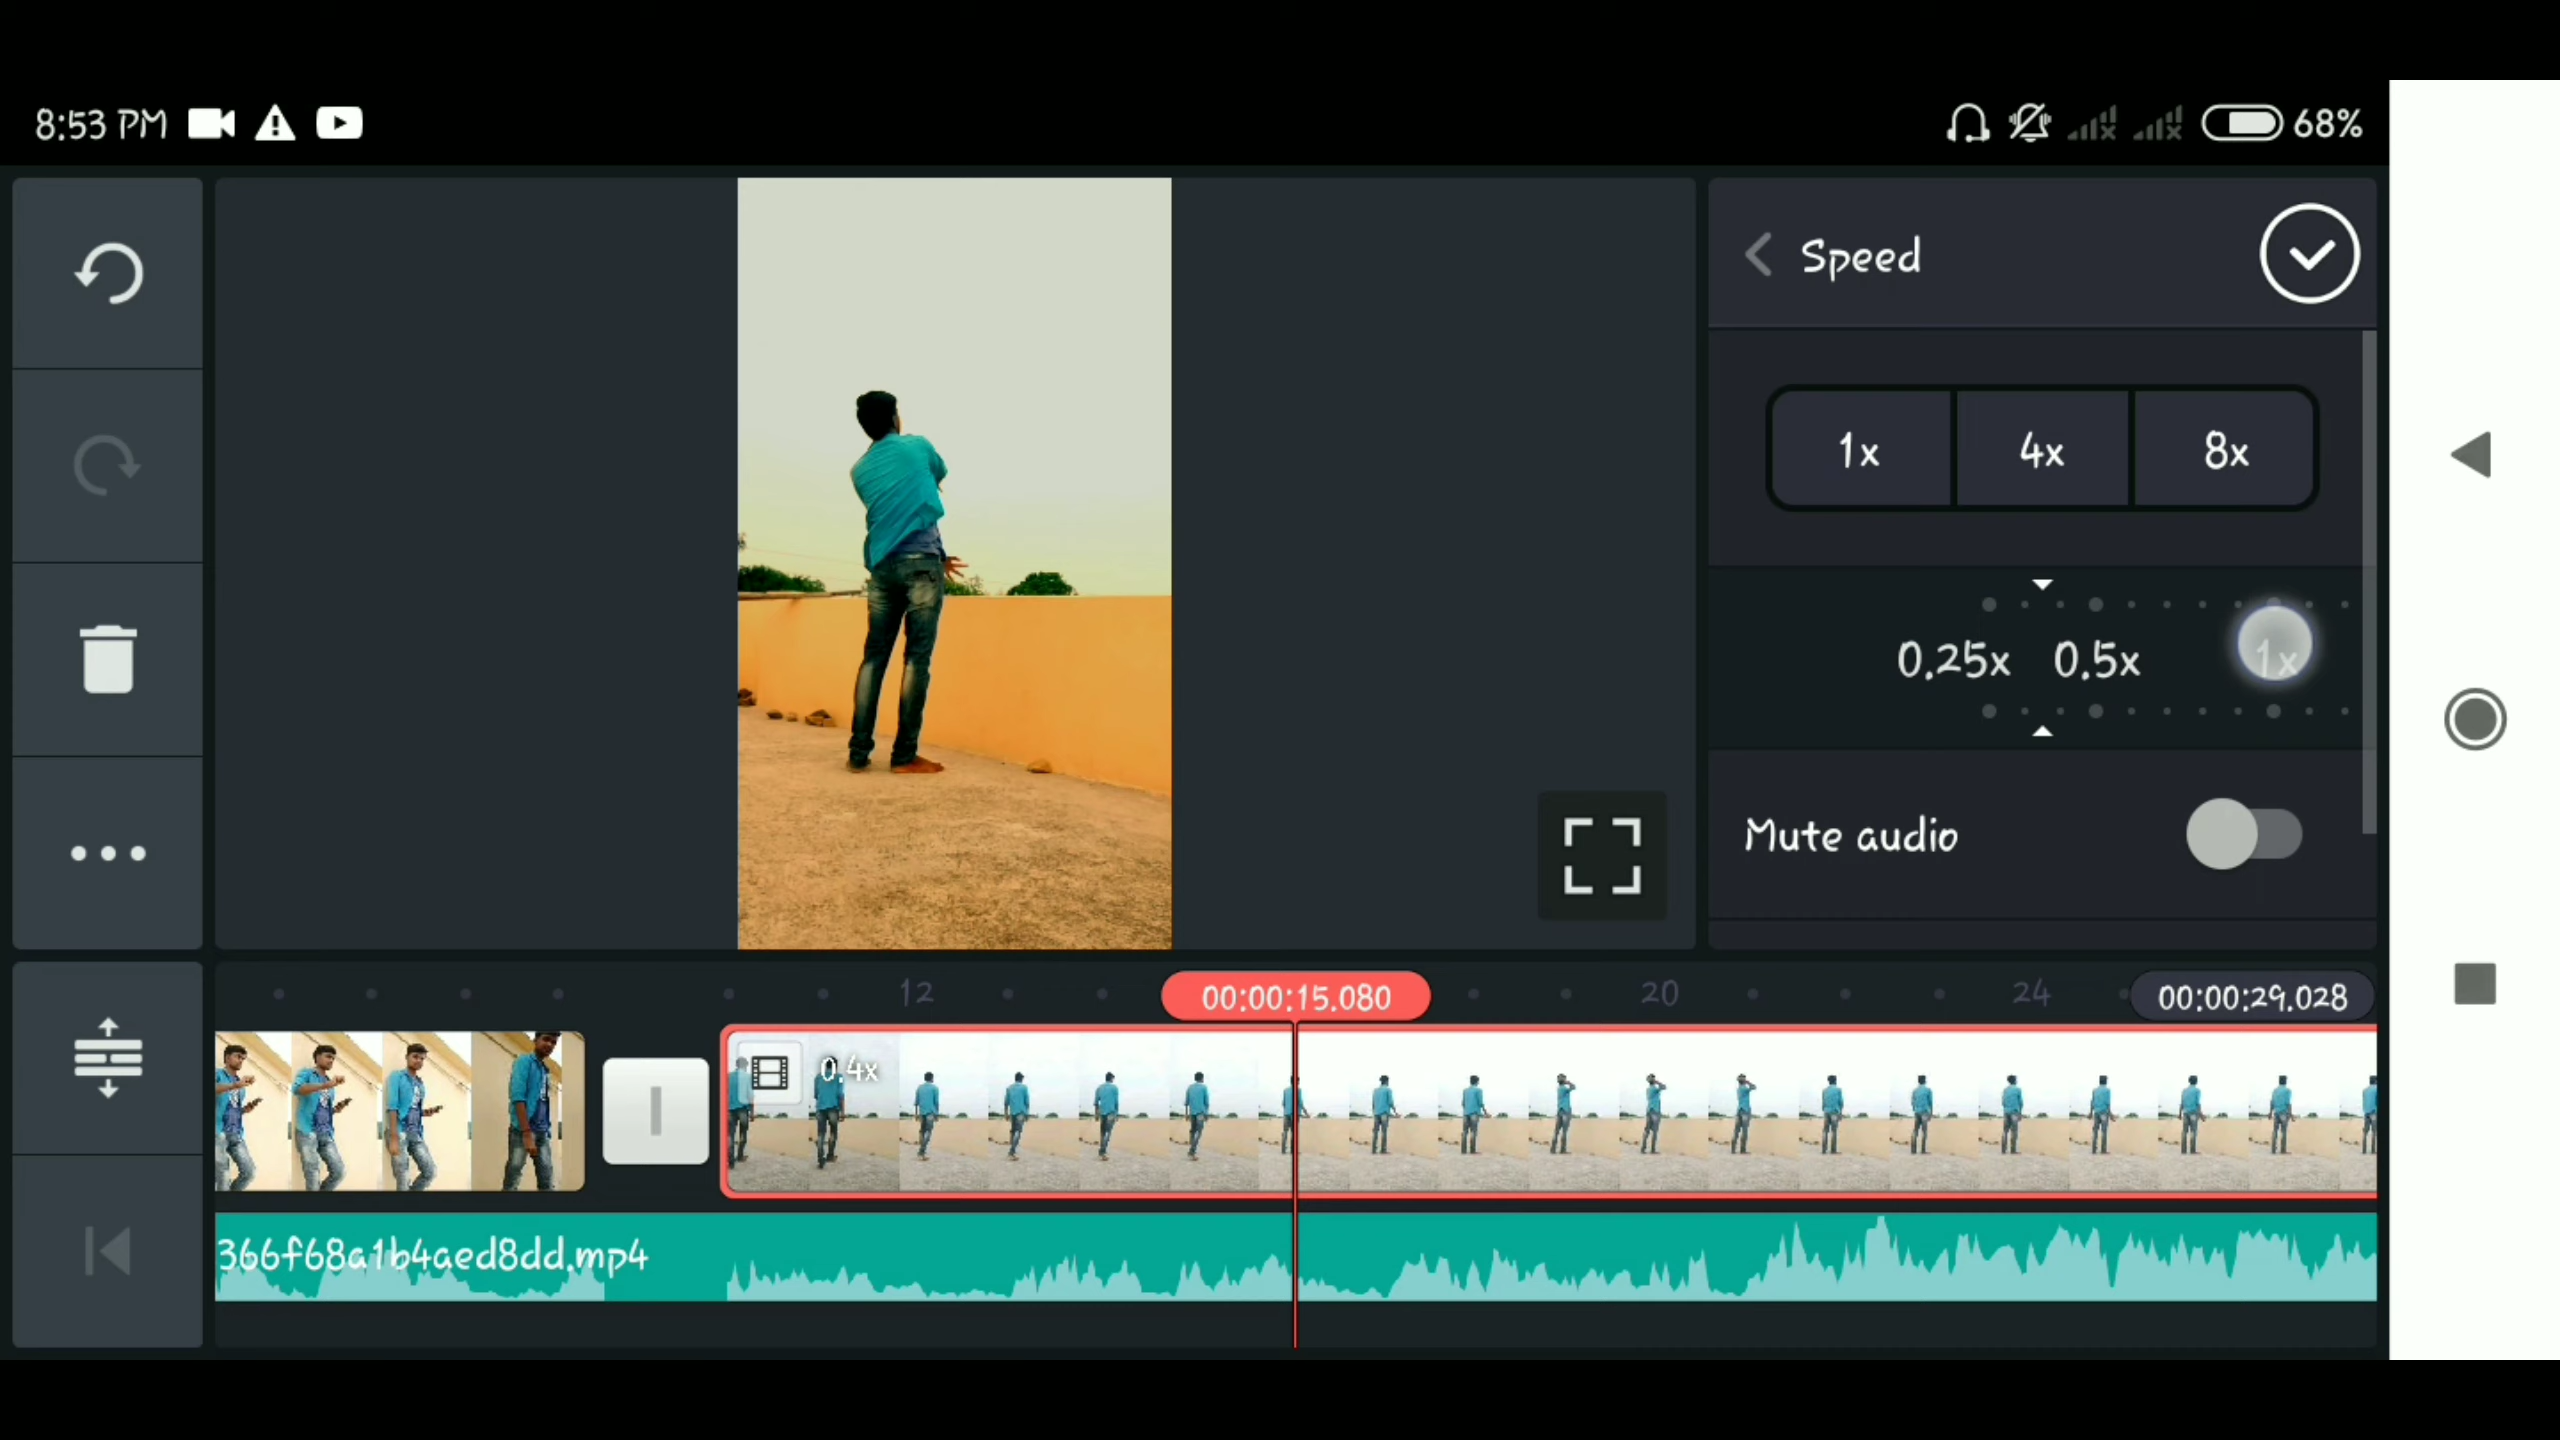 8:53 PM
68%
Speed
1x 4x 8x
0.25x 0.5x 1x
Mute audio
12 00:00:15.080 20 24 00:00:29.028
0.4x
366f68a1b4aed8dd.mp4